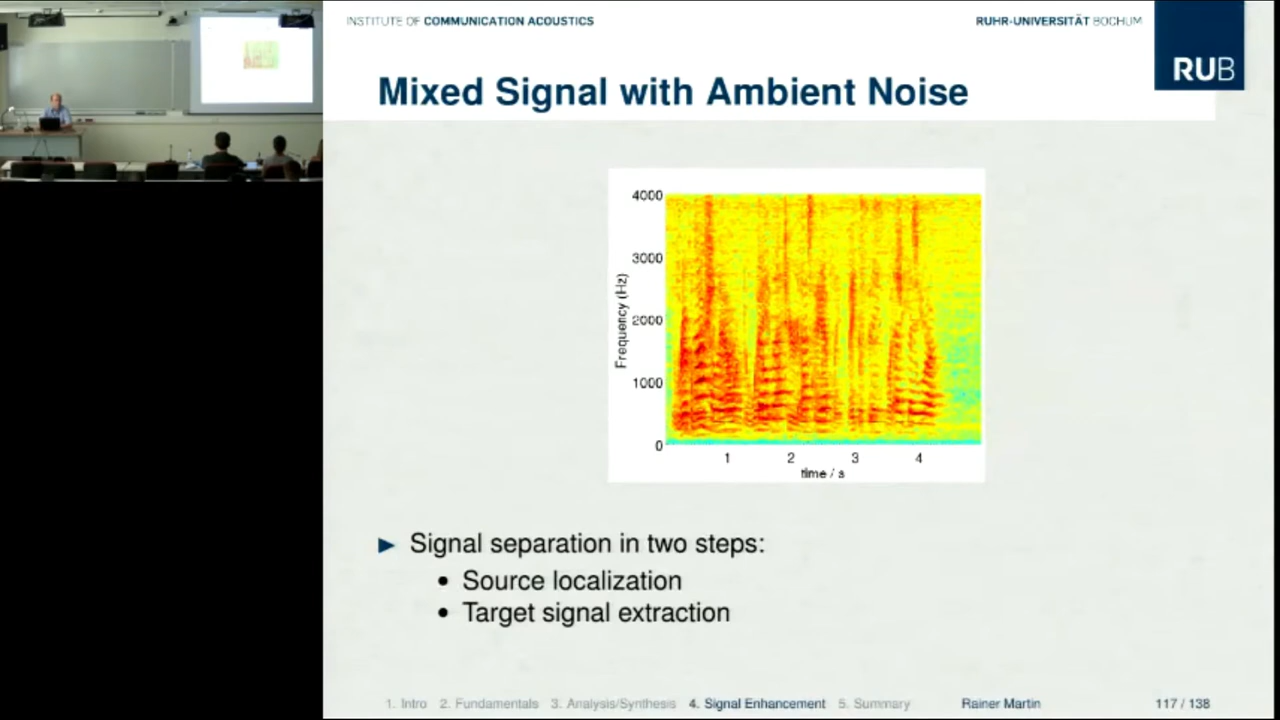 INSTITUTE OF COMMUNICATION ACOUSTICS
RUHR-UNIVERSITÄT BOCHUM
RUB
Mixed Signal with Ambient Noise
4000
3000
2000
1000
0
Frequency (Hz)
1 2 3 4
time / s
► Signal separation in two steps:
• Source localization
• Target signal extraction
1. Intro 2. Fundamentals 3. Analysis/Synthesis 4. Signal Enhancement 5. Summary Rainer Martin 117 / 138